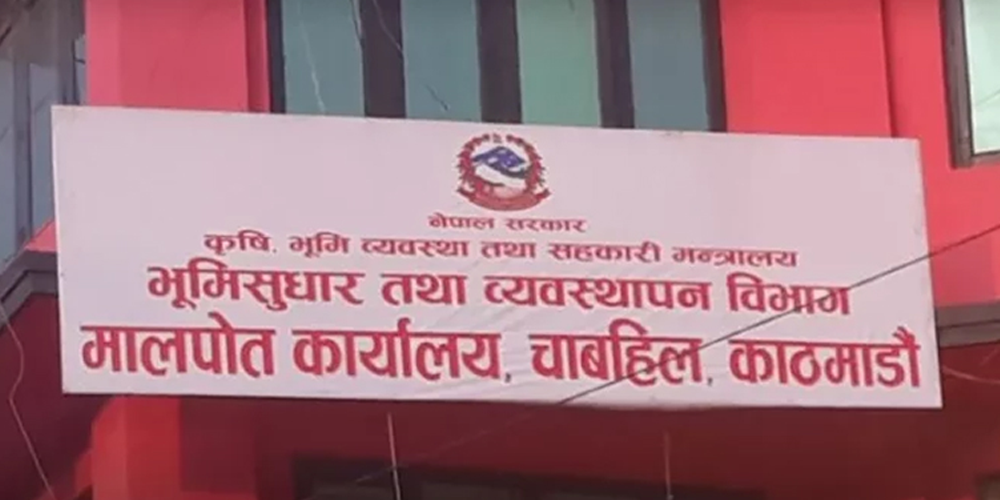 नेपाल सरकार
कृषि. भूमि व्यवस्था तथा सहकारी मन्त्रालय
भूमिसुधार तथा व्यवस्थापन विभाग
मालपोत कार्यालय, चाबहिल, काठमाडौ